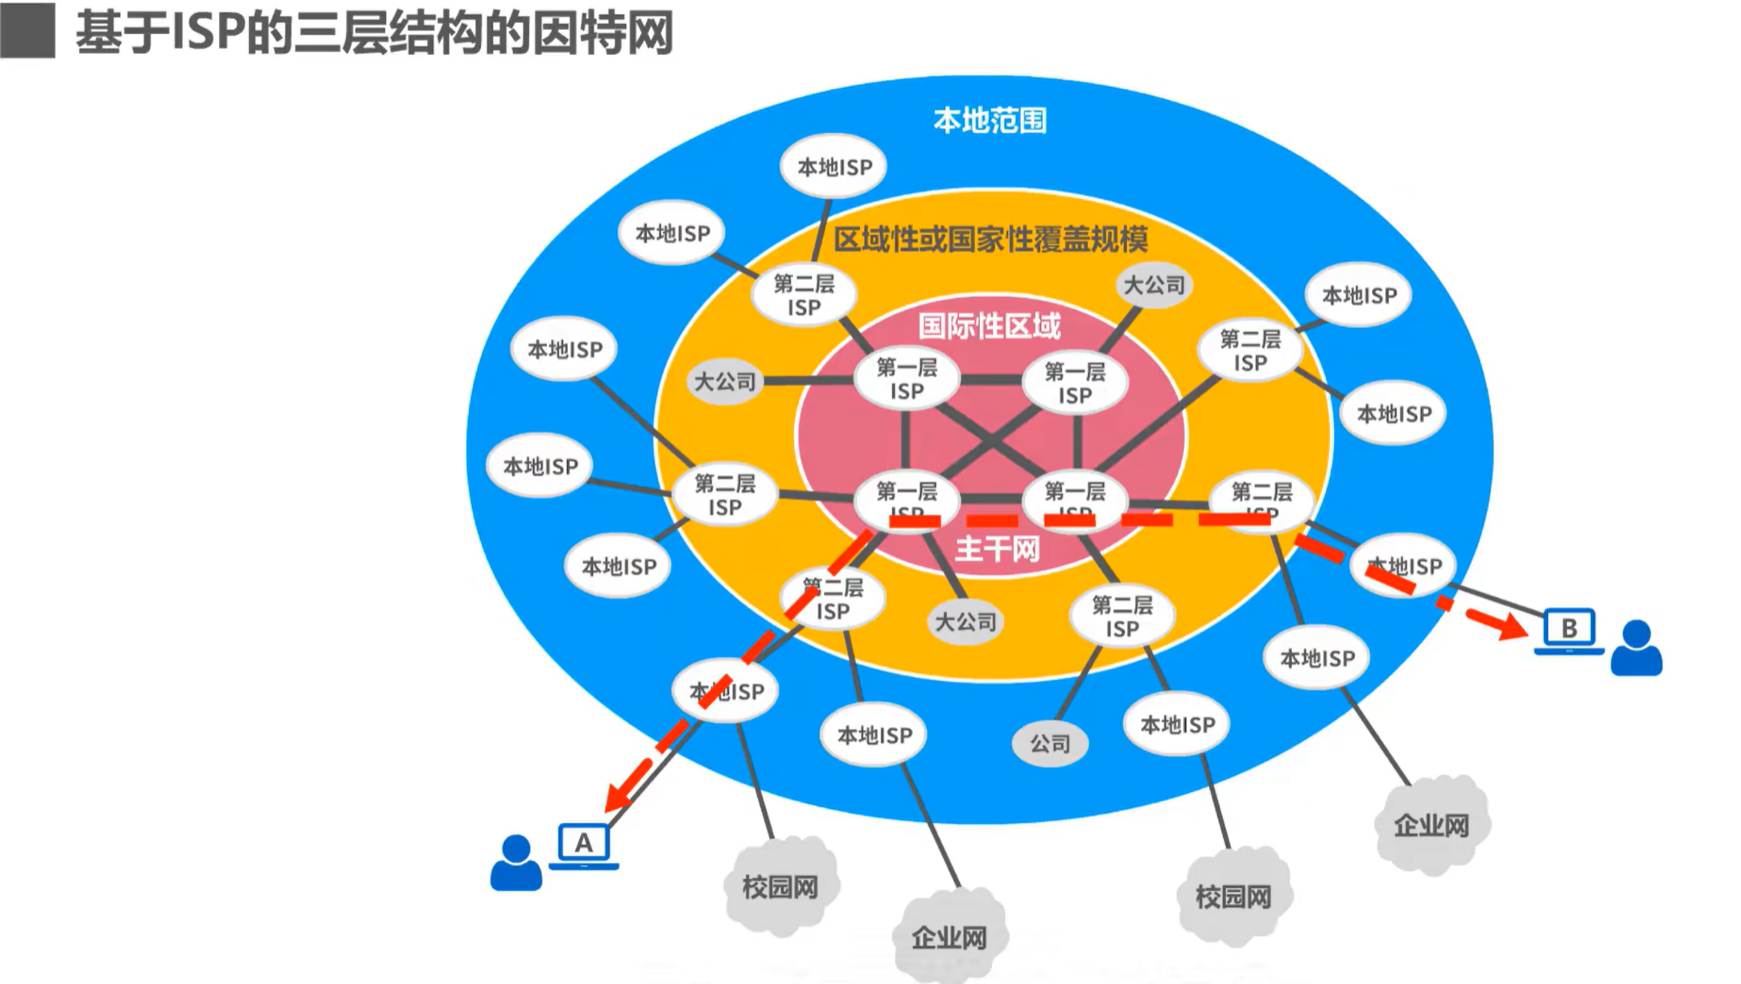 基于ISP的三层结构的因特网
本地范围
本地ISP
本地ISP
区域性或国家性覆盖规模
第二层
ISP
大公司
本地ISP
国际性区域
第二层
ISP
本地ISP
大公司
第一层
ISP
第一层
ISP
本地ISP
本地ISP
第二层
ISP
第一层
ISP
第一层
ISP
第二层
ISP
主干网
本地ISP
本地ISP
第二层
ISP
大公司
第二层
ISP
B
本地ISP
本地ISP
本地ISP
公司
本地ISP
企业网
A
校园网
校园网
企业网